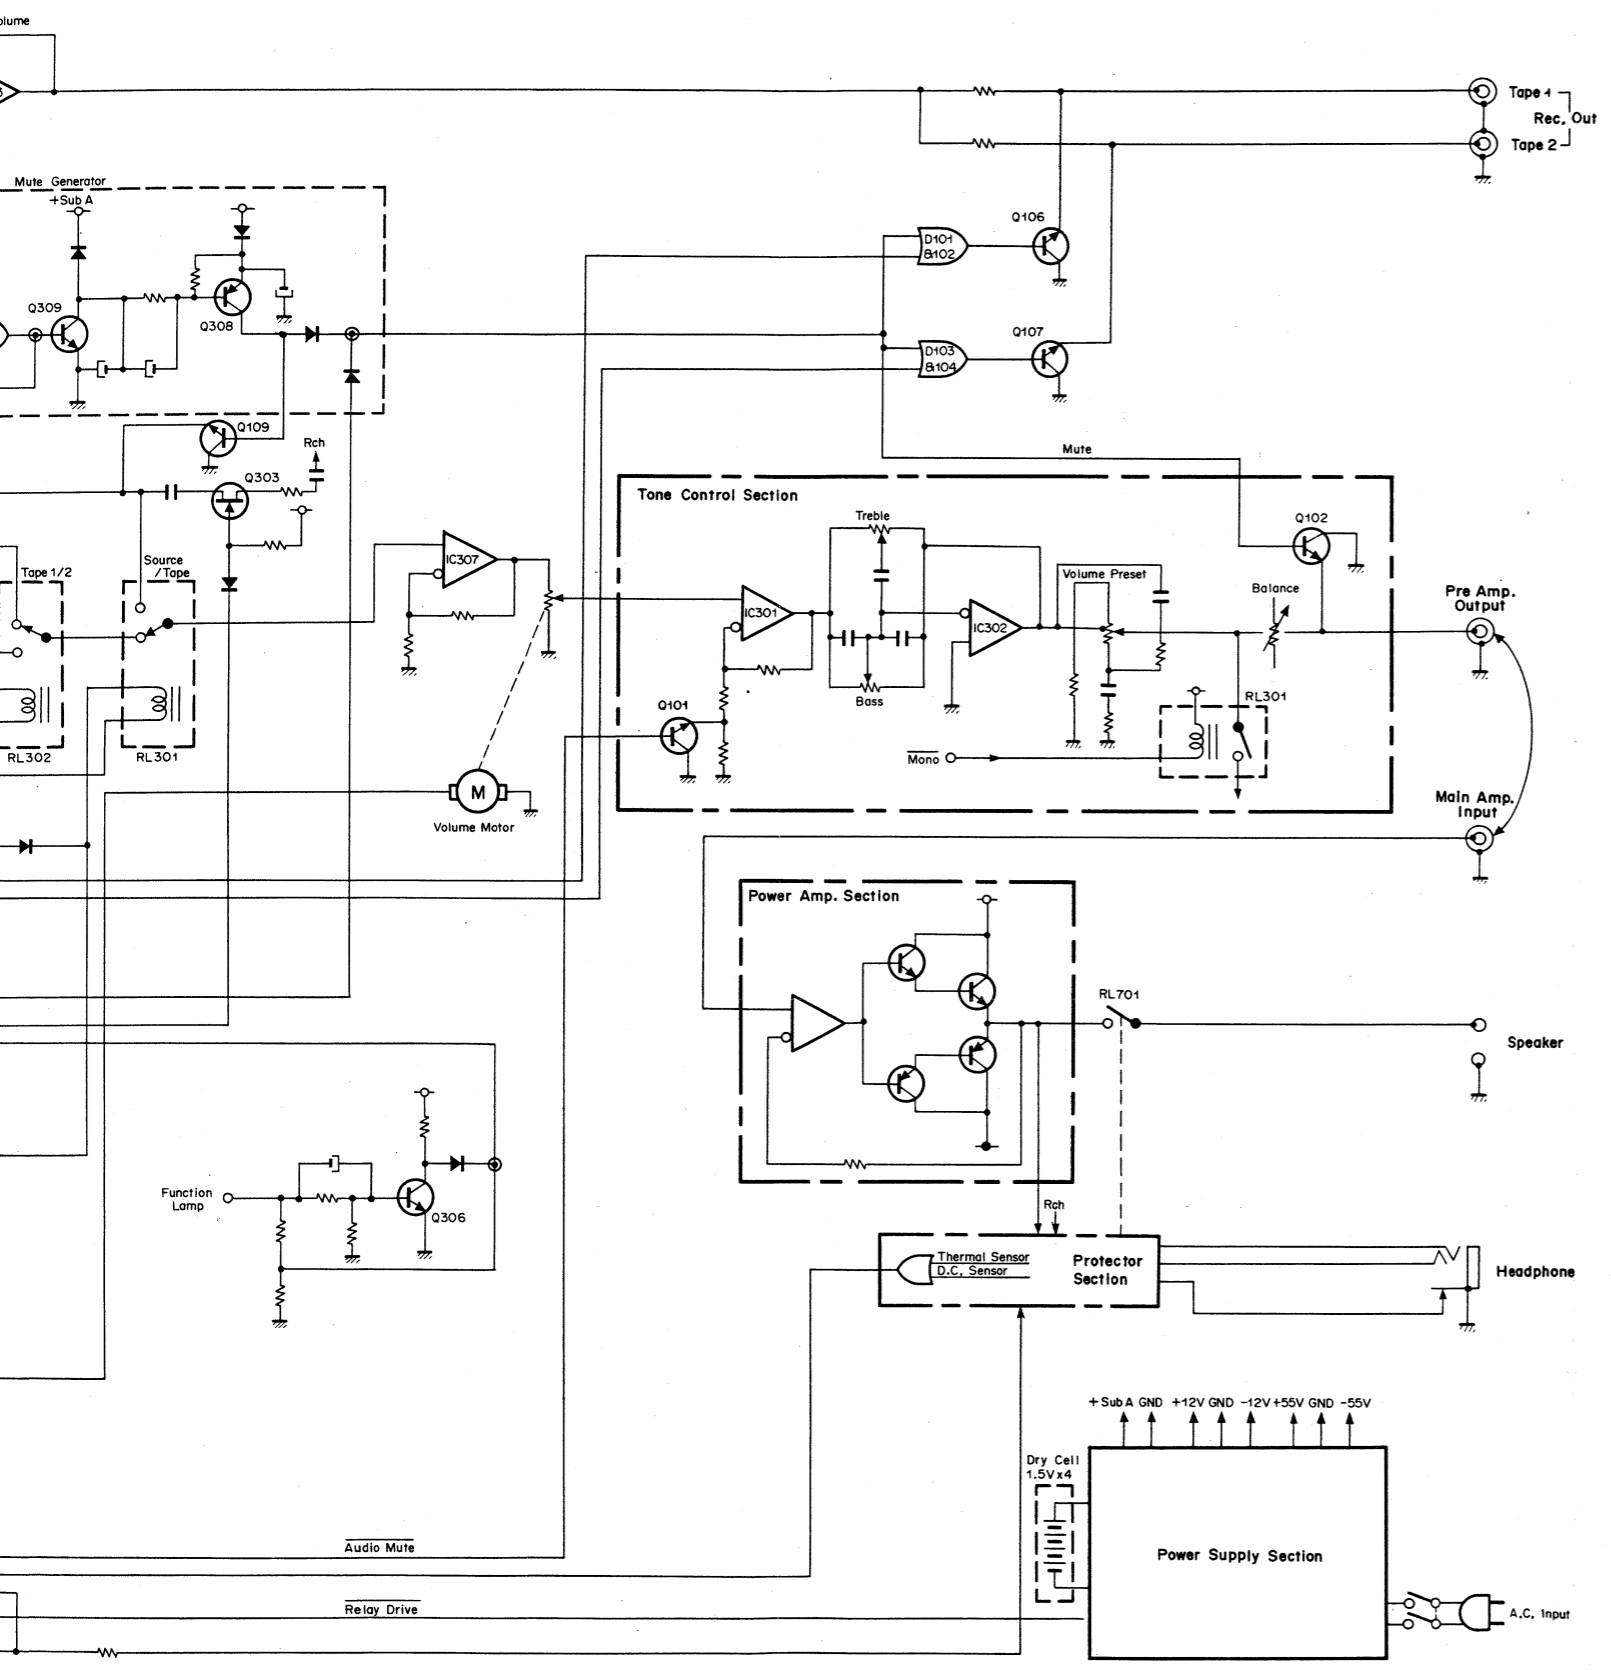 Tape 1
Rec. Out
Tape 2
Mute Generator
+Sub A
Q106
D101
&102
Q309
Q308
Q107
D103
&104
Q109
Rch
Mute
Q303
Tone Control Section
Treble
Q102
IC307
Source
/Tape
Tape 1/2
Volume Preset
Balance
Pre Amp.
Output
IC301
IC302
Bass
RL301
Q101
Mono
RL302
RL301
M
Volume Motor
Main Amp.
Input
Power Amp. Section
RL701
Speaker
Function
Lamp
Q306
Rch
Thermal Sensor
D.C. Sensor
Protector
Section
Headphone
+Sub A GND +12V GND -12V +55V GND -55V
Dry Cell
1.5V x 4
Audio Mute
Power Supply Section
Relay Drive
A.C. Input